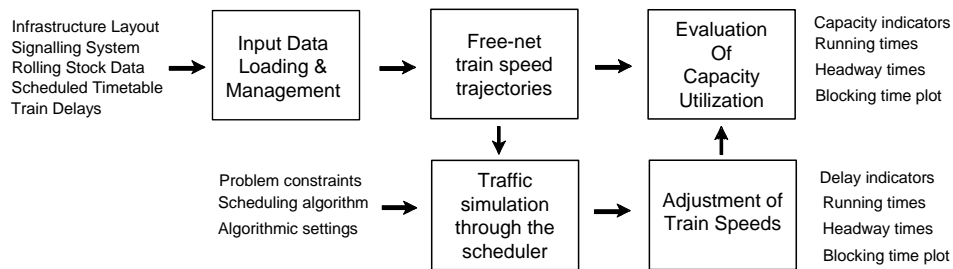 Infrastructure Layout
Signalling System
Rolling Stock Data
Scheduled Timetable
Train Delays
Input Data
Loading &
Management
Free-net
train speed
trajectories
Evaluation
Of
Capacity
Utilization
Capacity indicators
Running times
Headway times
Blocking time plot
Problem constraints
Scheduling algorithm
Algorithmic settings
Traffic
simulation
through the
scheduler
Adjustment of
Train Speeds
Delay indicators
Running times
Headway times
Blocking time plot